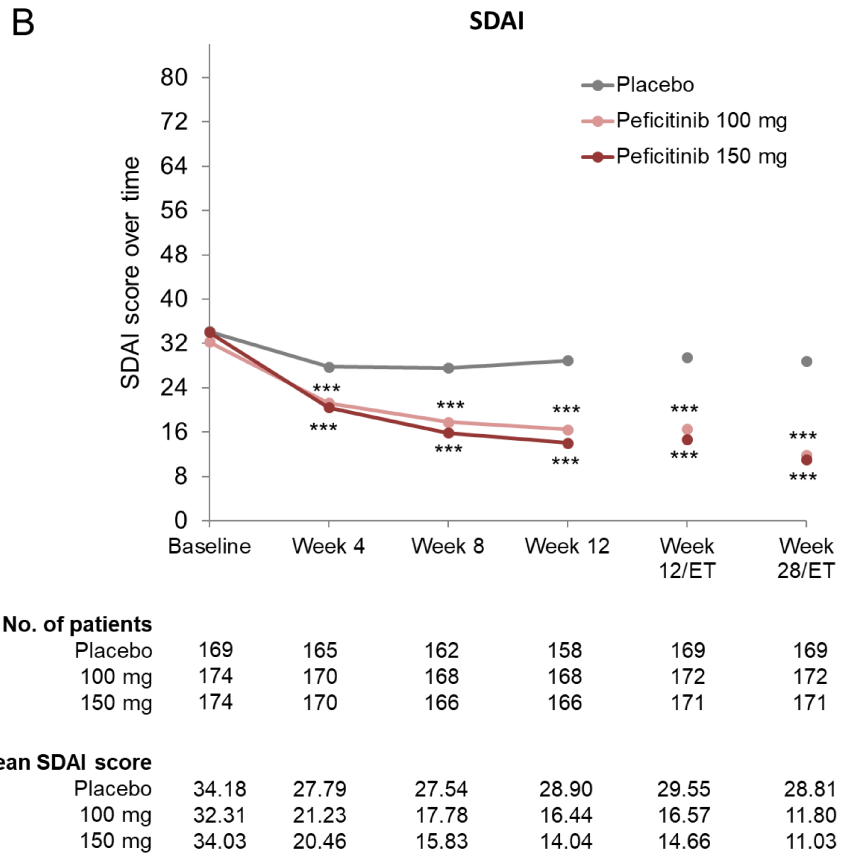 B
SDAI
SDAI score over time
80
72
64
56
48
40
32
24
16
8
0
Placebo
Peficitinib 100 mg
Peficitinib 150 mg
*** *** *** *** ***
*** *** *** *** ***
Baseline Week 4 Week 8 Week 12 Week 12/ET Week 28/ET
No. of patients
Placebo 169 165 162 158 169 169
100 mg 174 170 168 168 172 172
150 mg 174 170 166 166 171 171
ean SDAI score
Placebo 34.18 27.79 27.54 28.90 29.55 28.81
100 mg 32.31 21.23 17.78 16.44 16.57 11.80
150 mg 34.03 20.46 15.83 14.04 14.66 11.03